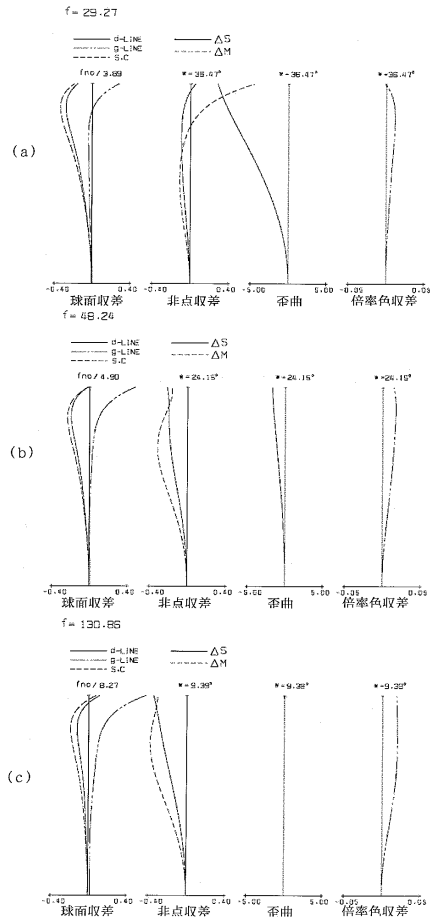 f=29.27
d-LINE
g-LINE
S.C
ΔS
ΔM
fno/3.89
w=36.47°
w=36.47°
w=36.47°
(a)
-0.40 0.40
-0.40 0.40
-5.00 5.00
-0.05 0.05
球面収差 非点収差 歪曲 倍率色収差
f=48.24
d-LINE
g-LINE
S.C
ΔS
ΔM
fno/4.90
w=24.15°
w=24.15°
w=24.15°
(b)
-0.40 0.40
-0.40 0.40
-5.00 5.00
-0.05 0.05
球面収差 非点収差 歪曲 倍率色収差
f=130.86
d-LINE
g-LINE
S.C
ΔS
ΔM
fno/8.27
w=9.39°
w=9.39°
w=9.39°
(c)
-0.40 0.40
-0.40 0.40
-5.00 5.00
-0.05 0.05
球面収差 非点収差 歪曲 倍率色収差